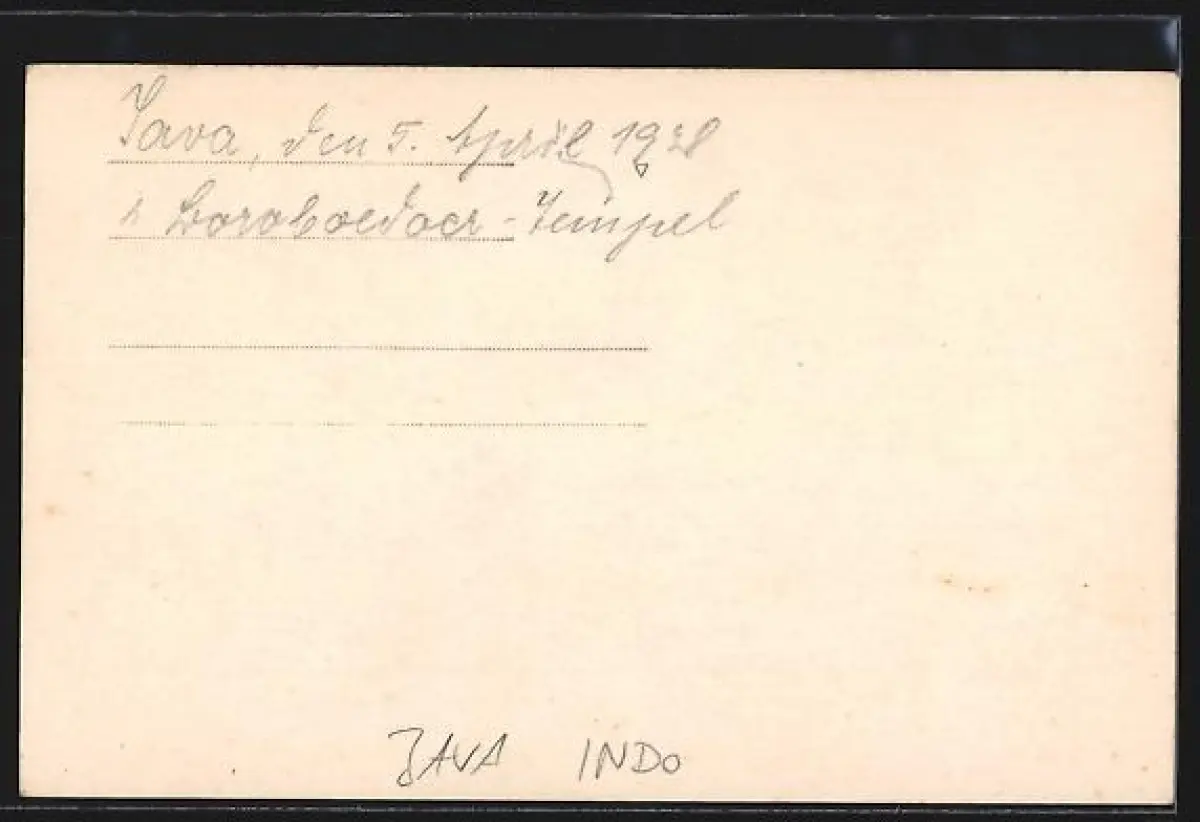 Java, den 5. April 1928
Boroboedoer-Tempel
JAVA INDO